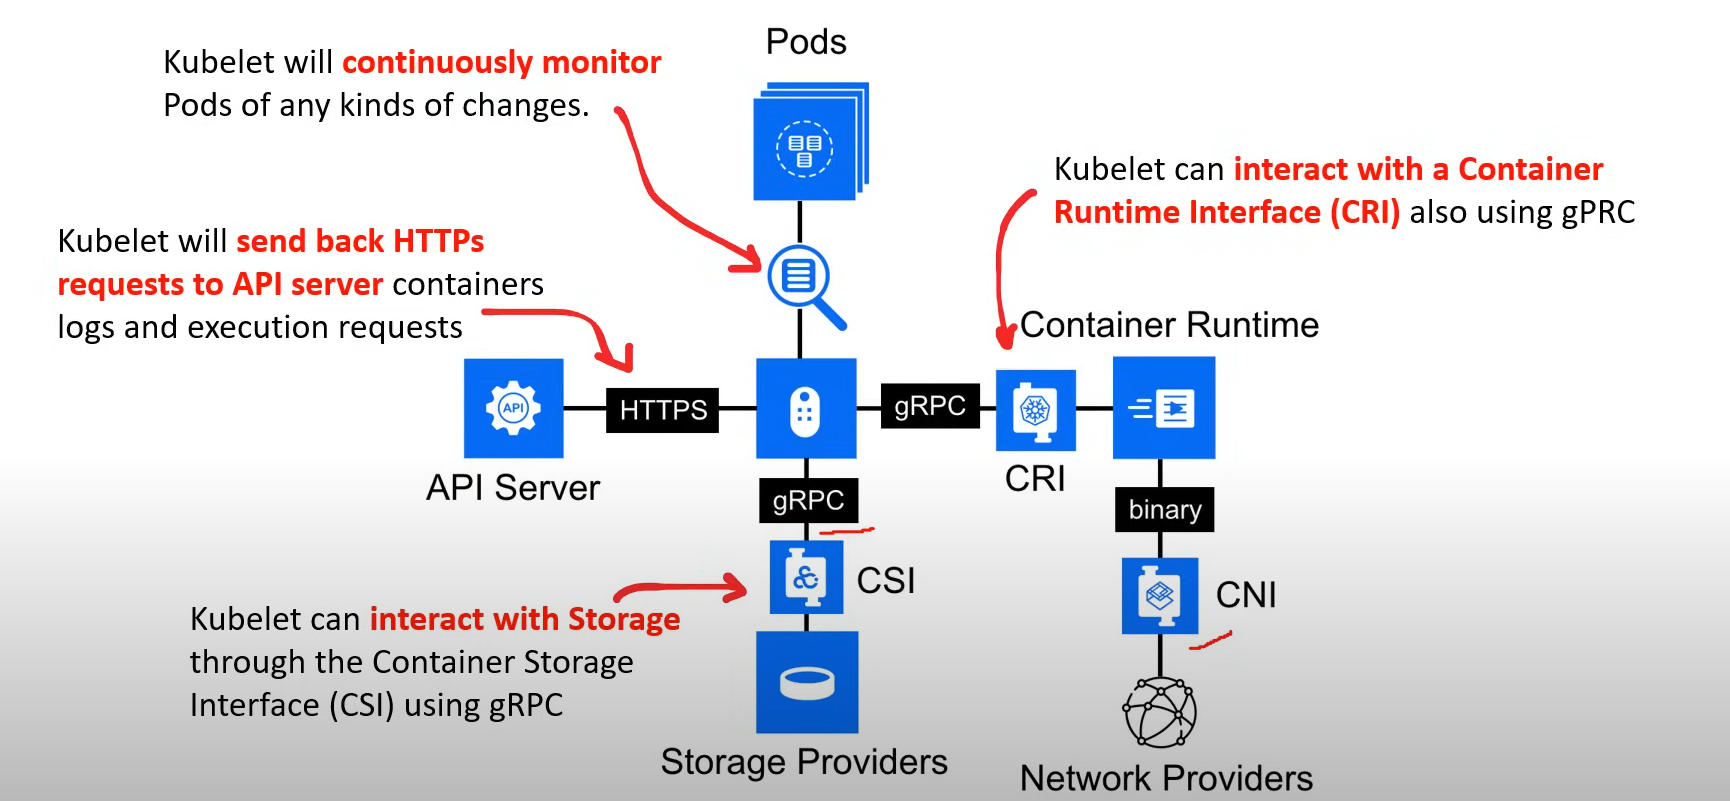 Pods
Kubelet will continuously monitor
Pods of any kinds of changes.
Kubelet can interact with a Container
Runtime Interface (CRI) also using gPRC
Kubelet will send back HTTPs
requests to API server containers
logs and execution requests
Container Runtime
API
HTTPS
gRPC
API Server
CRI
gRPC
binary
CSI
CNI
Kubelet can interact with Storage
through the Container Storage
Interface (CSI) using gRPC
Storage Providers
Network Providers